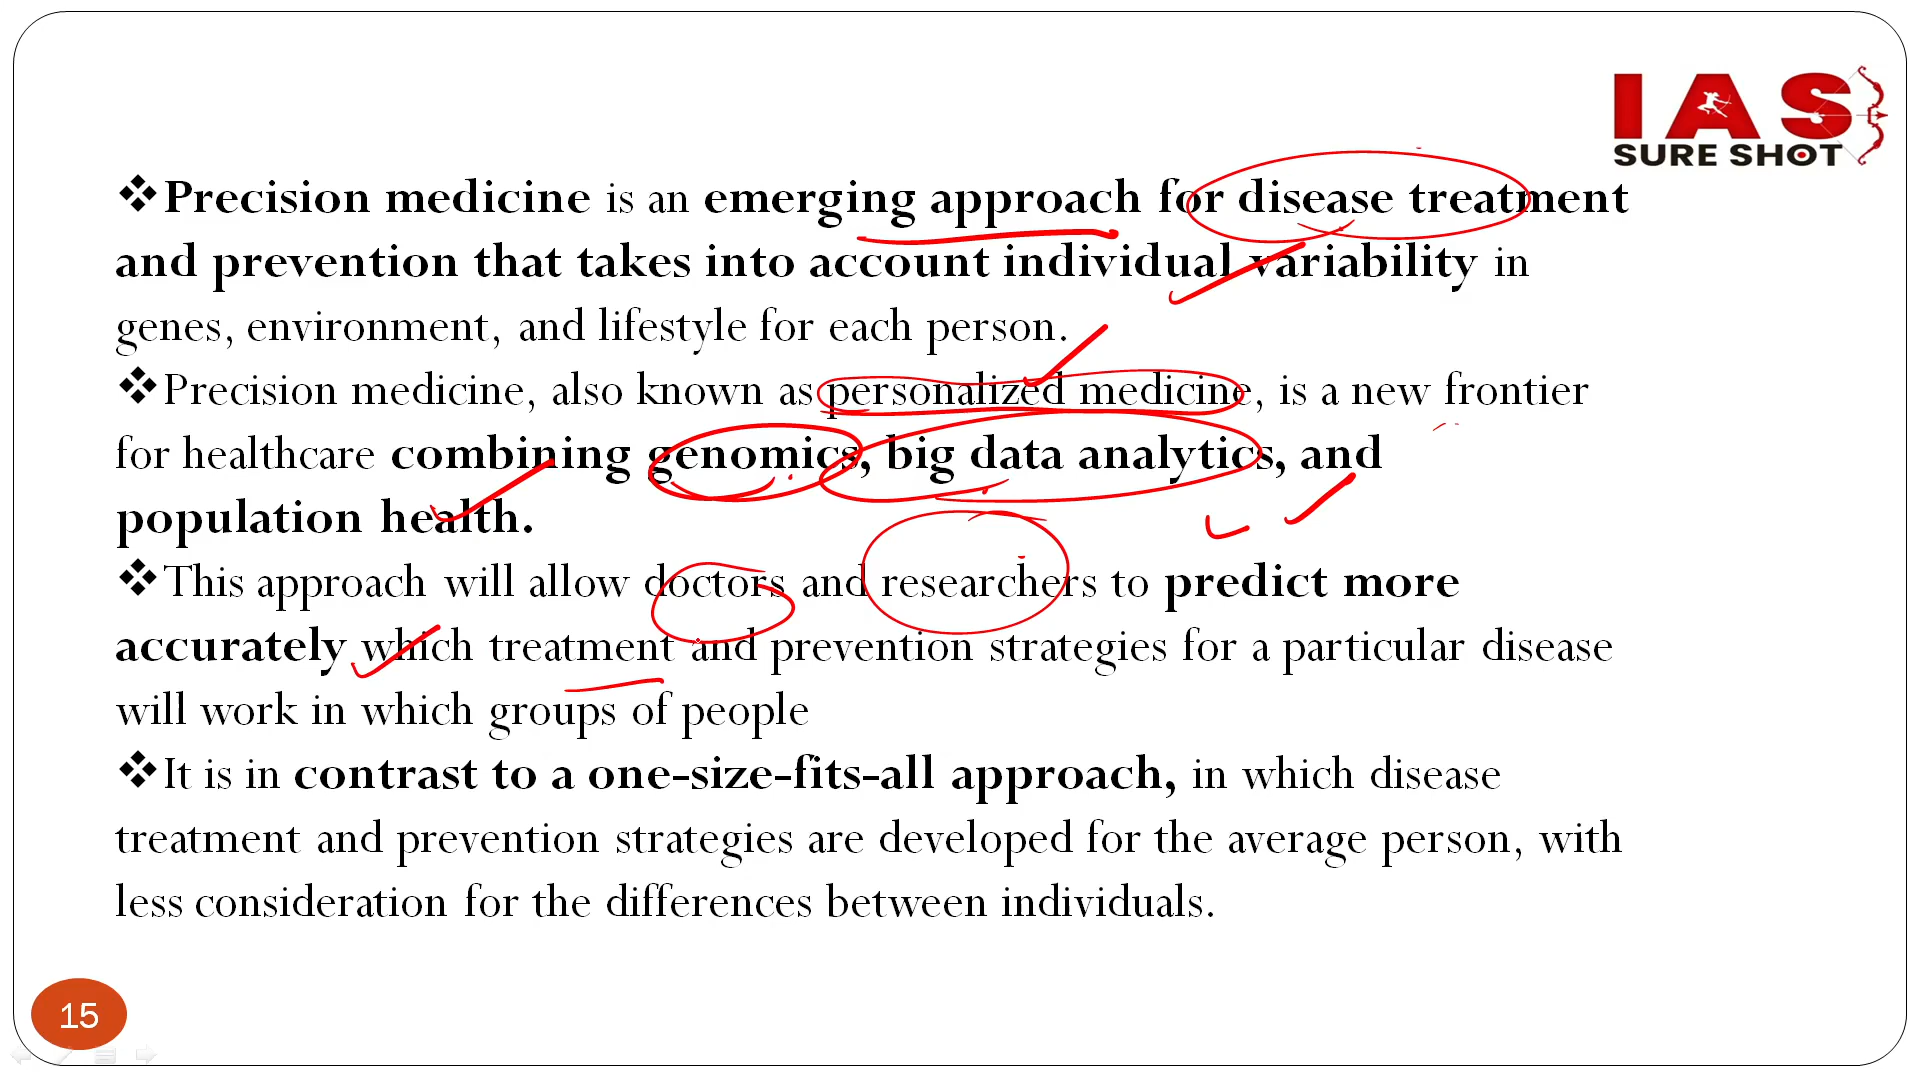 IAS
SURE SHOT
❖Precision medicine is an emerging approach for disease treatment
and prevention that takes into account individual variability in
genes, environment, and lifestyle for each person.
❖Precision medicine, also known as personalized medicine, is a new frontier
for healthcare combining genomics, big data analytics, and
population health.
❖This approach will allow doctors and researchers to predict more
accurately which treatment and prevention strategies for a particular disease
will work in which groups of people
❖It is in contrast to a one-size-fits-all approach, in which disease
treatment and prevention strategies are developed for the average person, with
less consideration for the differences between individuals.
15